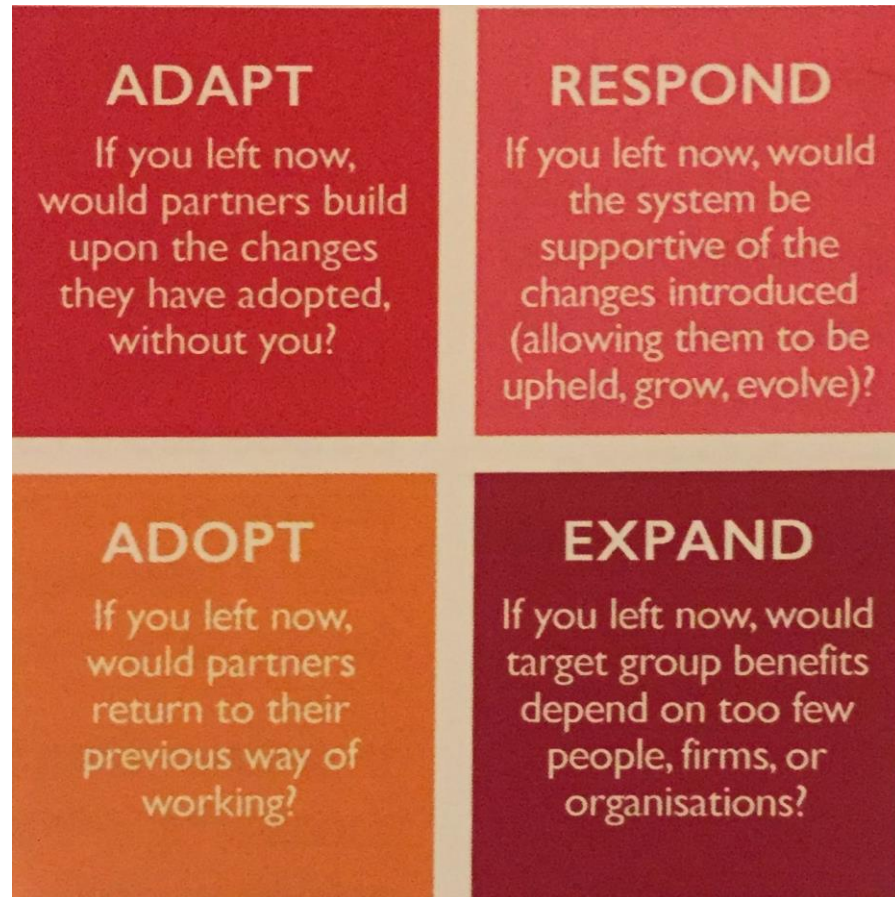 ADAPT
If you left now,
would partners build
upon the changes
they have adopted,
without you?
RESPOND
If you left now, would
the system be
supportive of the
changes introduced
(allowing them to be
upheld, grow, evolve)?
ADOPT
If you left now,
would partners
return to their
previous way of
working?
EXPAND
If you left now, would
target group benefits
depend on too few
people, firms, or
organisations?